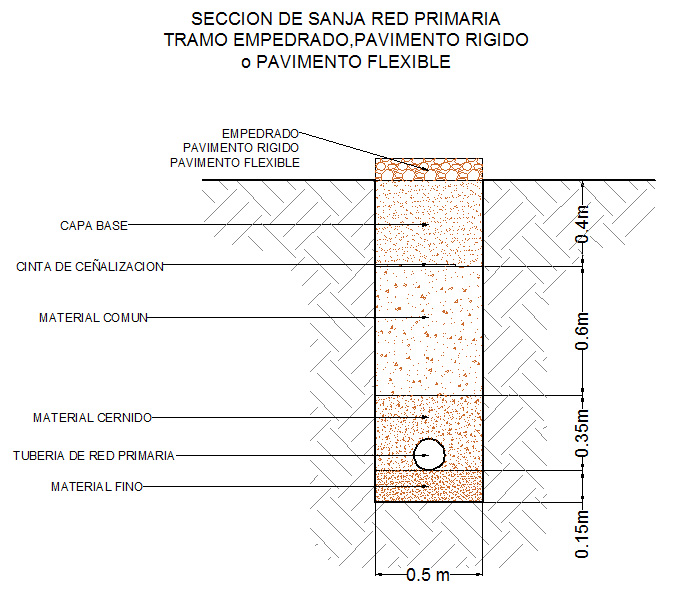 SECCION DE SANJA RED PRIMARIA
TRAMO EMPEDRADO,PAVIMENTO RIGIDO
o PAVIMENTO FLEXIBLE
EMPEDRADO
PAVIMENTO RIGIDO
PAVIMENTO FLEXIBLE
CAPA BASE
0.4m
CINTA DE CEÑALIZACION
MATERIAL COMUN
0.6m
MATERIAL CERNIDO
0.35m
TUBERIA DE RED PRIMARIA
MATERIAL FINO
0.15m
0.5 m